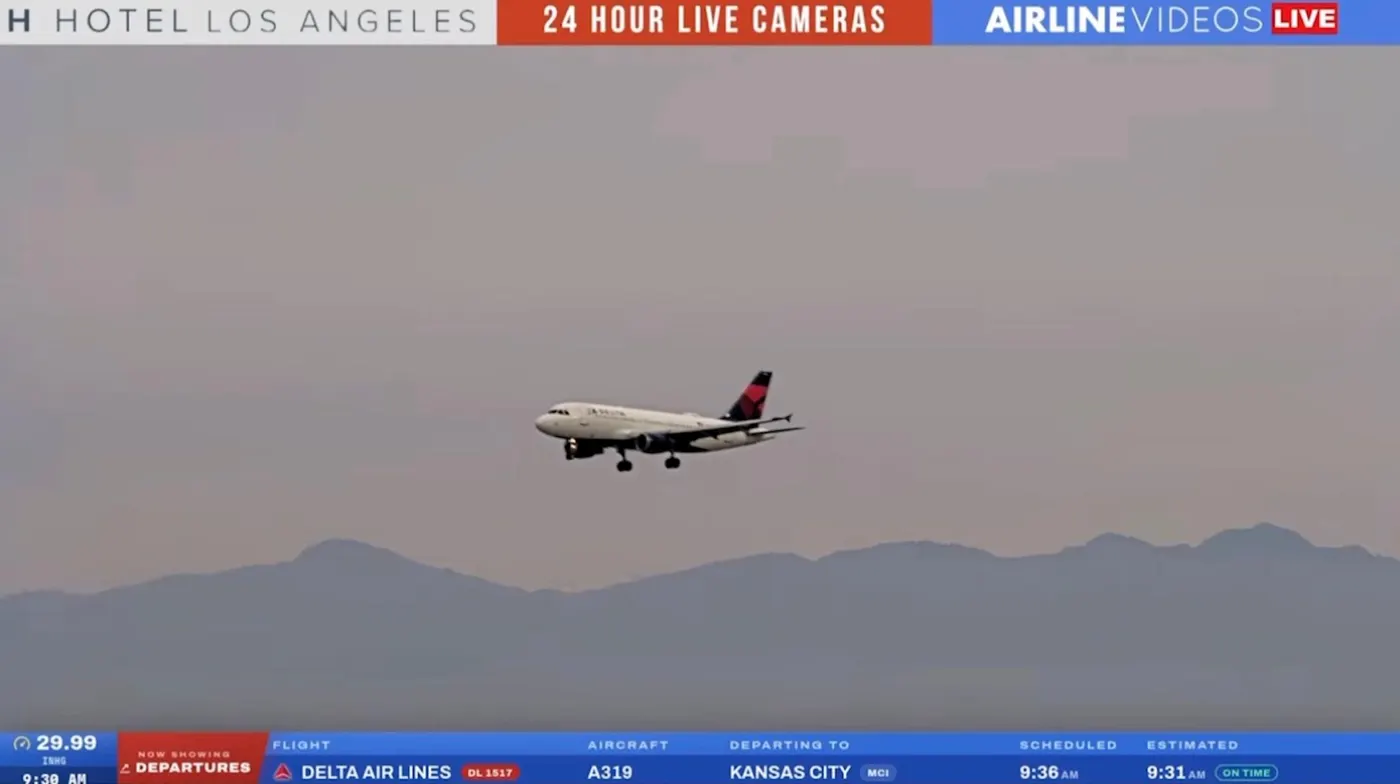 H HOTEL LOS ANGELES
24 HOUR LIVE CAMERAS
AIRLINEVIDEOS LIVE
DELTA
29.99
INHG
9:30 AM
NOW SHOWING
DEPARTURES
FLIGHT AIRCRAFT DEPARTING TO SCHEDULED ESTIMATED
DELTA AIR LINES DL 1517 A319 KANSAS CITY MCI 9:36 AM 9:31 AM ON TIME